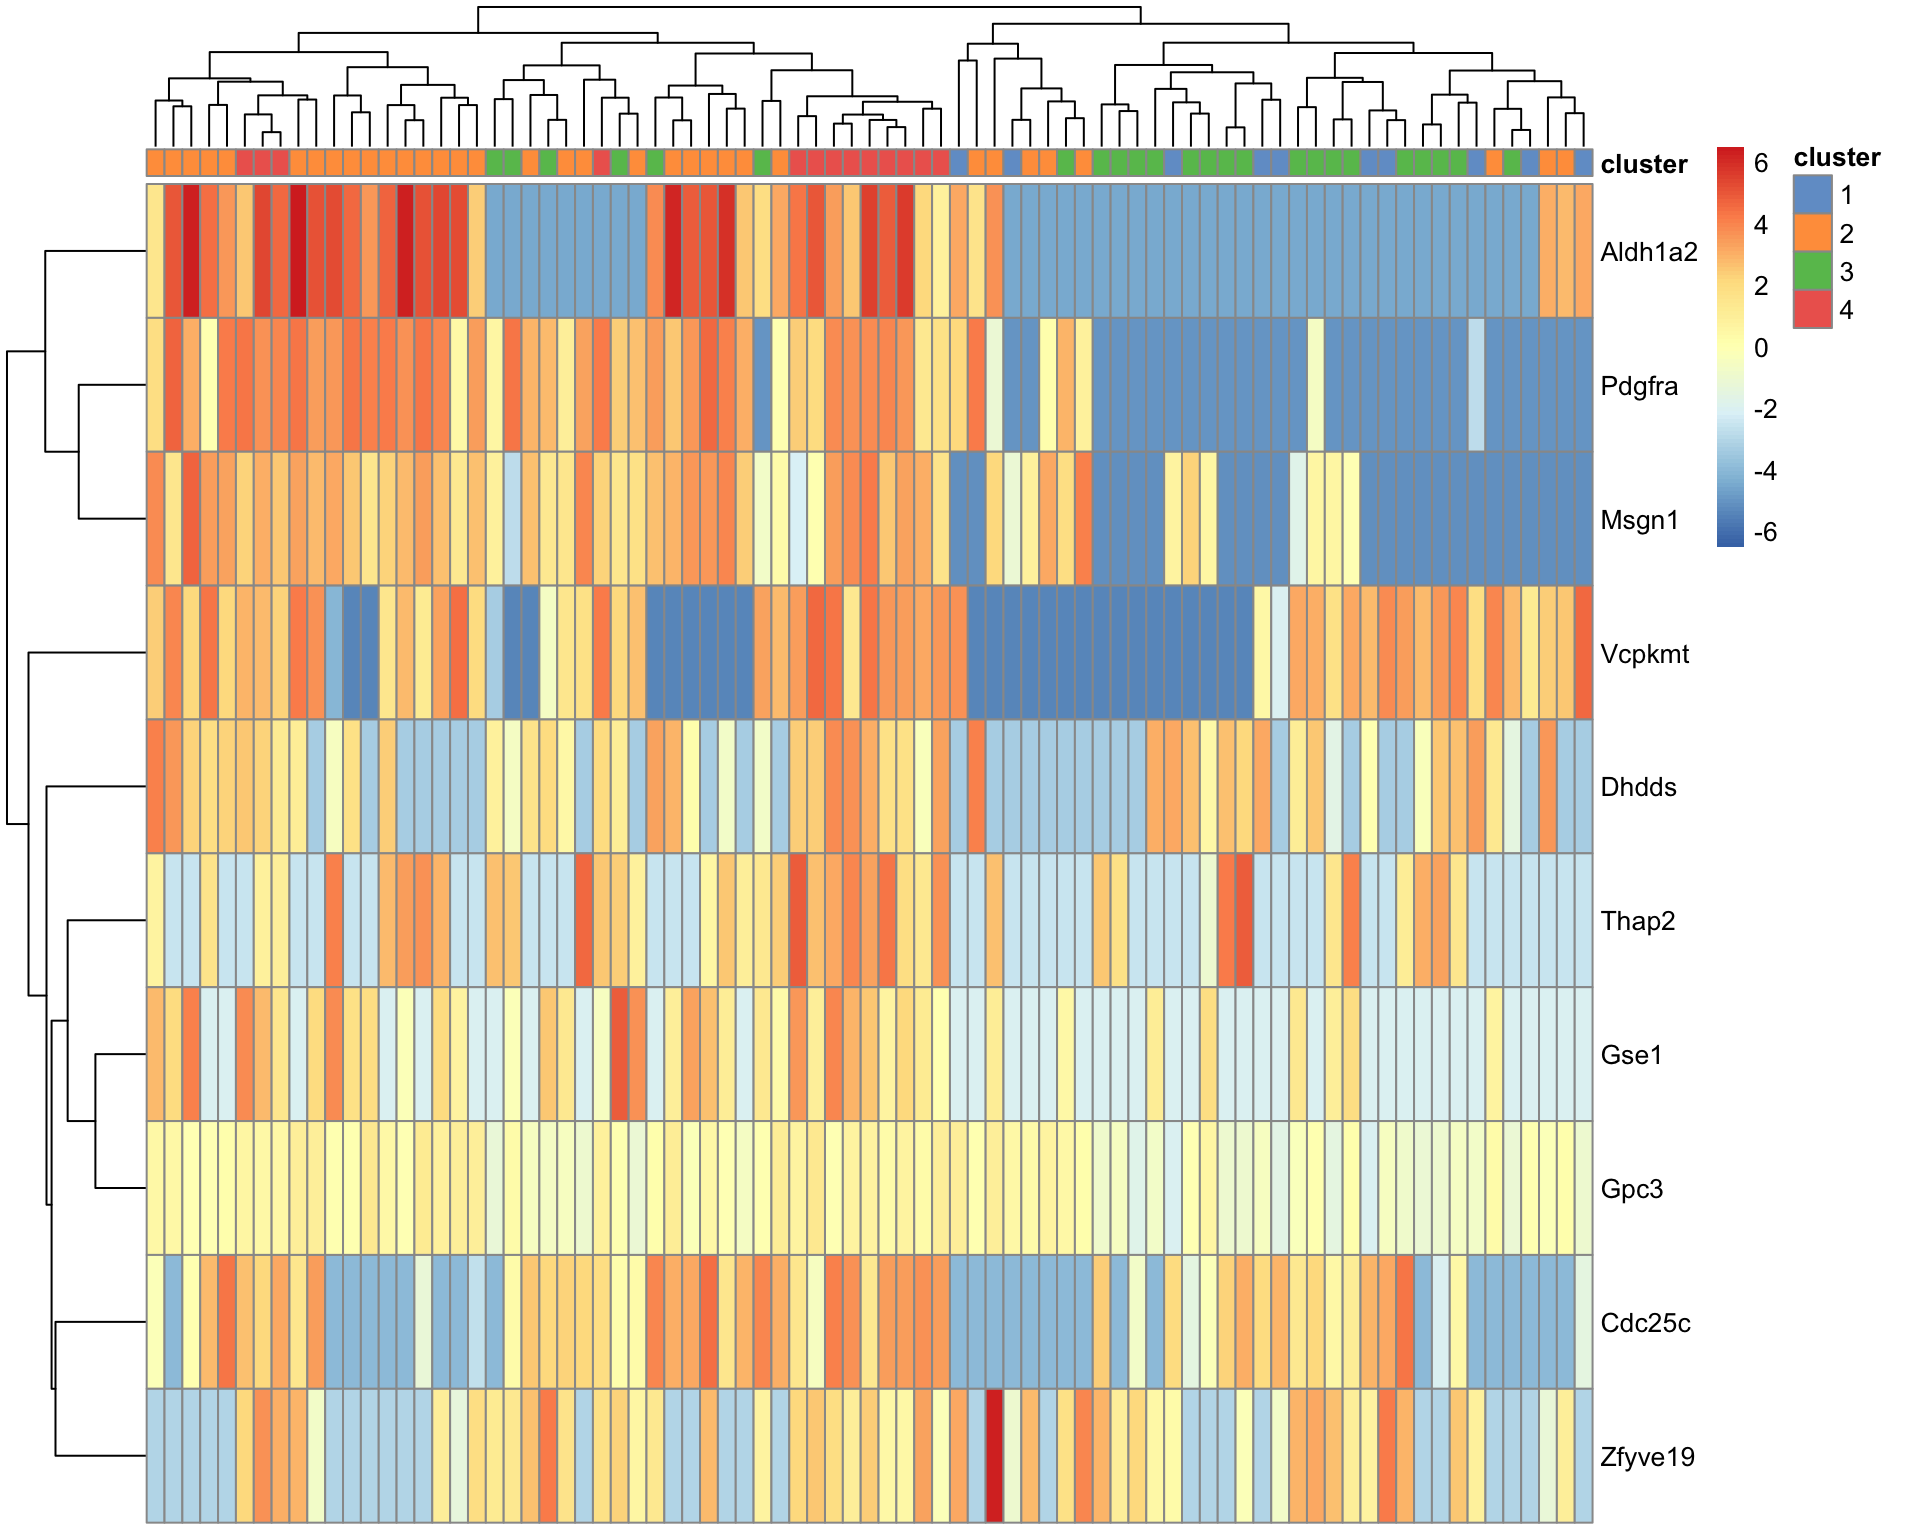 cluster
Aldh1a2
Pdgfra
Msgn1
Vcpkmt
Dhdds
Thap2
Gse1
Gpc3
Cdc25c
Zfyve19
6
4
2
0
-2
-4
-6
cluster
1
2
3
4